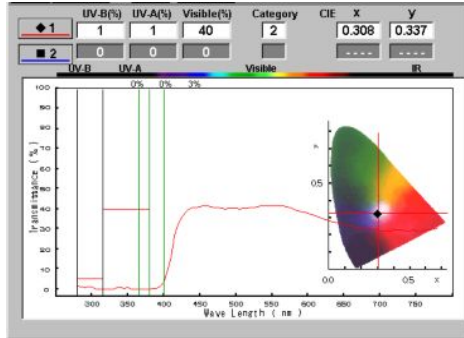 UV-B(%) UV-A(%) Visible(%) Category CIE x y
1 1 1 40 2 0.308 0.337
2 0 0 0 ---- ----
UV-B UV-A Visible IR
0% 0% 3%
Transmittance (%)
100
90
80
70
60
50
40
30
20
10
0
300 350 400 450 500 550 600 650 700 750
Wave Length ( nm )
y
0.5
0.0 0.5 x